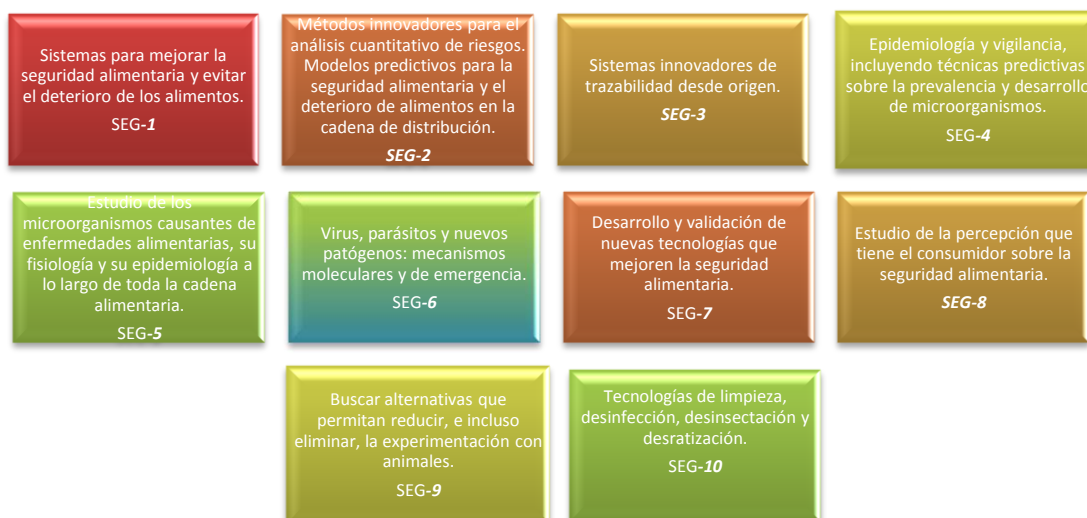 Sistemas para mejorar la
seguridad alimentaria y evitar
el deterioro de los alimentos.
SEG-1
Métodos innovadores para el
análisis cuantitativo de riesgos.
Modelos predictivos para la
seguridad alimentaria y el
deterioro de alimentos en la
cadena de distribución.
SEG-2
Sistemas innovadores de
trazabilidad desde origen.
SEG-3
Epidemiología y vigilancia,
incluyendo técnicas predictivas
sobre la prevalencia y desarrollo
de microorganismos.
SEG-4
Estudio de los
microorganismos causantes de
enfermedades alimentarias, su
fisiología y su epidemiología a
lo largo de toda la cadena
alimentaria.
SEG-5
Virus, parásitos y nuevos
patógenos: mecanismos
moleculares y de emergencia.
SEG-6
Desarrollo y validación de
nuevas tecnologías que
mejoren la seguridad
alimentaria.
SEG-7
Estudio de la percepción que
tiene el consumidor sobre la
seguridad alimentaria.
SEG-8
Buscar alternativas que
permitan reducir, e incluso
eliminar, la experimentación con
animales.
SEG-9
Tecnologías de limpieza,
desinfección, desinsectación y
desratización.
SEG-10